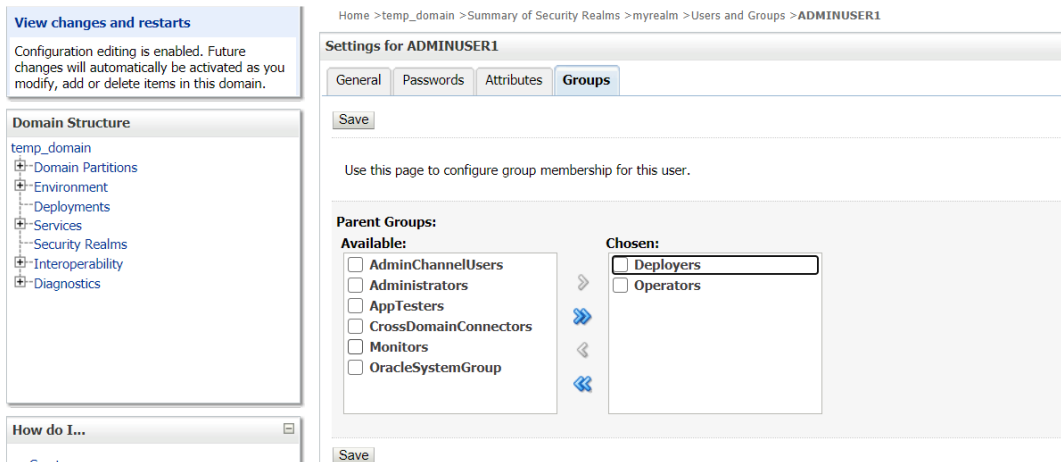 View changes and restarts
Configuration editing is enabled. Future
changes will automatically be activated as you
modify, add or delete items in this domain.
Domain Structure
temp_domain
Domain Partitions
Environment
Deployments
Services
Security Realms
Interoperability
Diagnostics
How do I...
Home >temp_domain >Summary of Security Realms >myrealm >Users and Groups >ADMINUSER1
Settings for ADMINUSER1
General Passwords Attributes Groups
Save
Use this page to configure group membership for this user.
Parent Groups:
Available:
AdminChannelUsers
Administrators
AppTesters
CrossDomainConnectors
Monitors
OracleSystemGroup
Chosen:
Deployers
Operators
Save